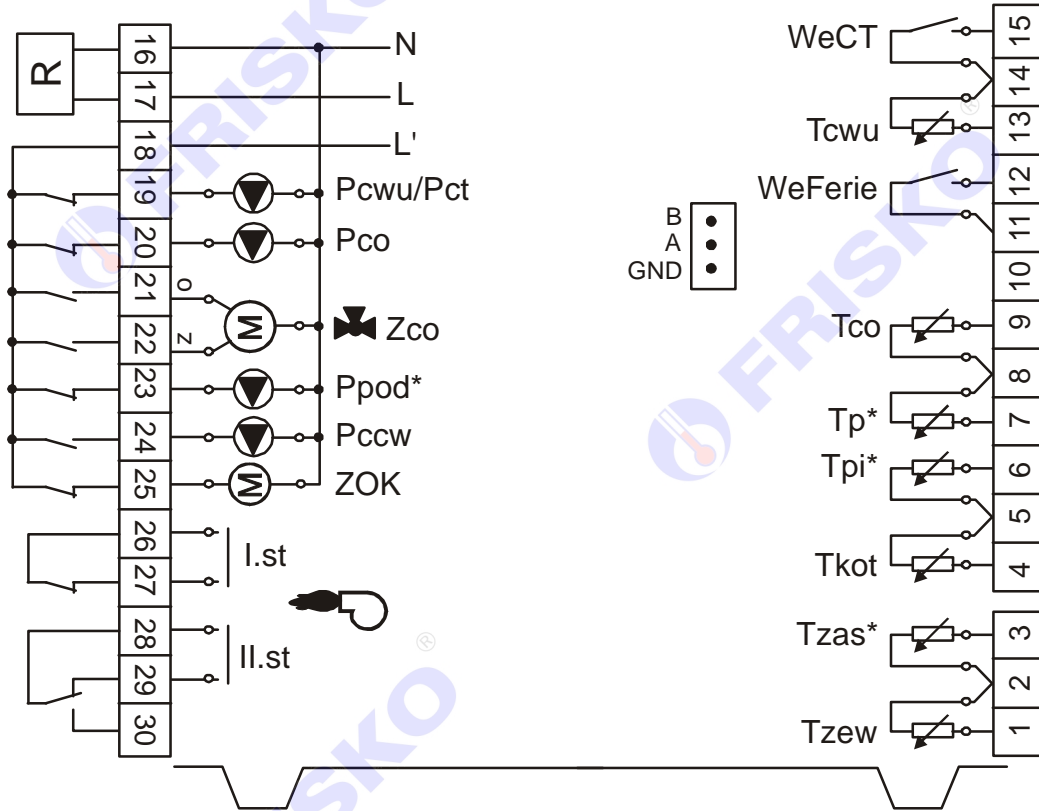 R
16
N
17
L
18
L'
19
Pcwu/Pct
20
Pco
21
o
M
Zco
22
z
23
Ppod*
24
Pccw
25
M
ZOK
26
I.st
27
28
II.st
29
30
B
A
GND
WeCT
15
14
Tcwu
13
WeFerie
12
11
10
Tco
9
8
Tp*
7
Tpi*
6
5
Tkot
4
Tzas*
3
2
Tzew
1
FRISKO
FRISKO ®
FRISKO ®